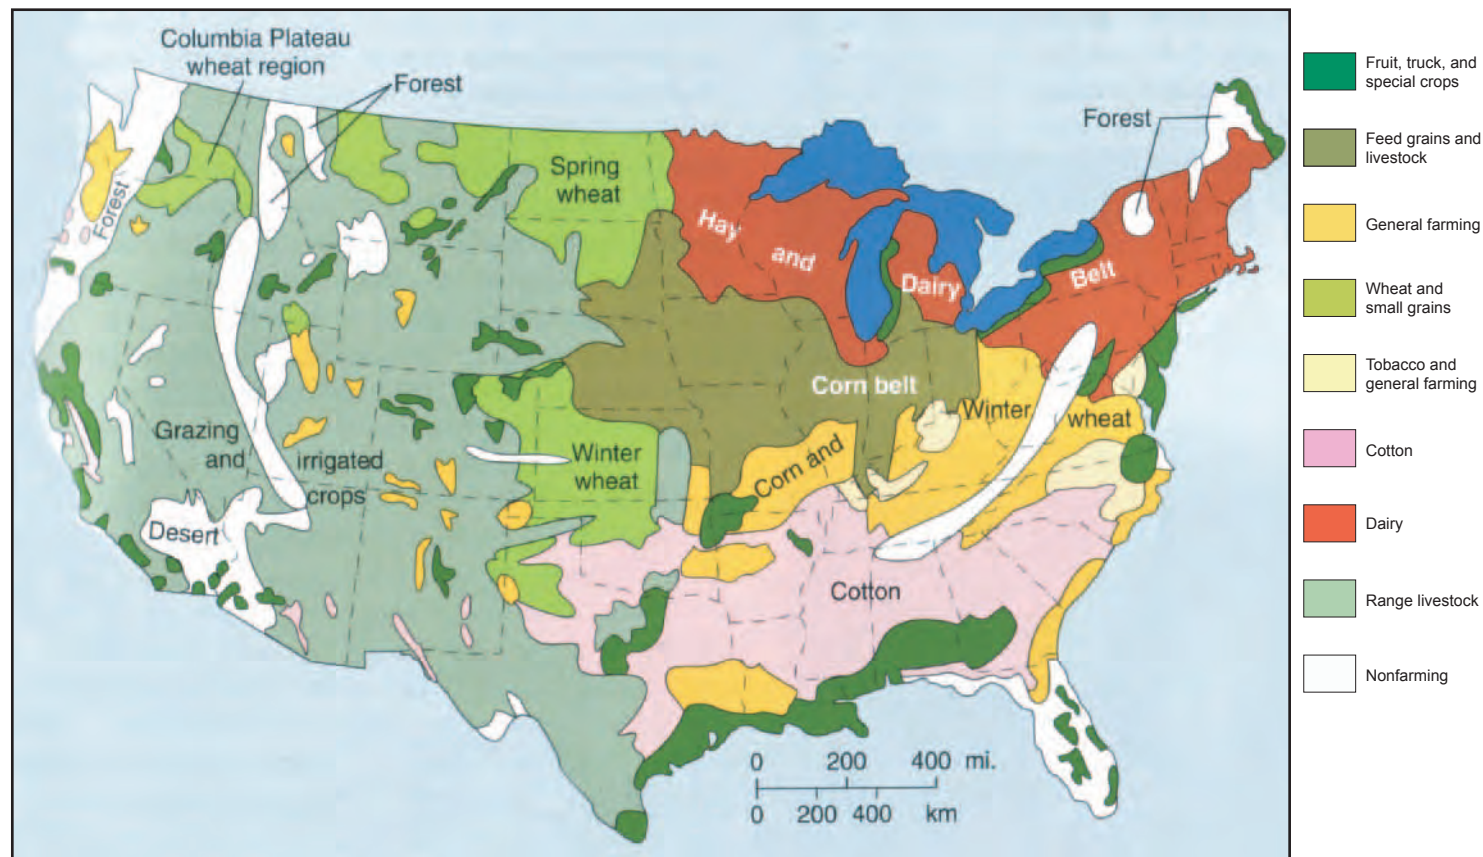 Columbia Plateau
wheat region
Forest
Forest
Forest
Spring
wheat
Hay
and
Dairy
Belt
Corn belt
Grazing
and
irrigated
crops
Winter
wheat
Corn and
Winter
wheat
Desert
Cotton
0 200 400 mi.
0 200 400 km
Fruit, truck, and
special crops
Feed grains and
livestock
General farming
Wheat and
small grains
Tobacco and
general farming
Cotton
Dairy
Range livestock
Nonfarming